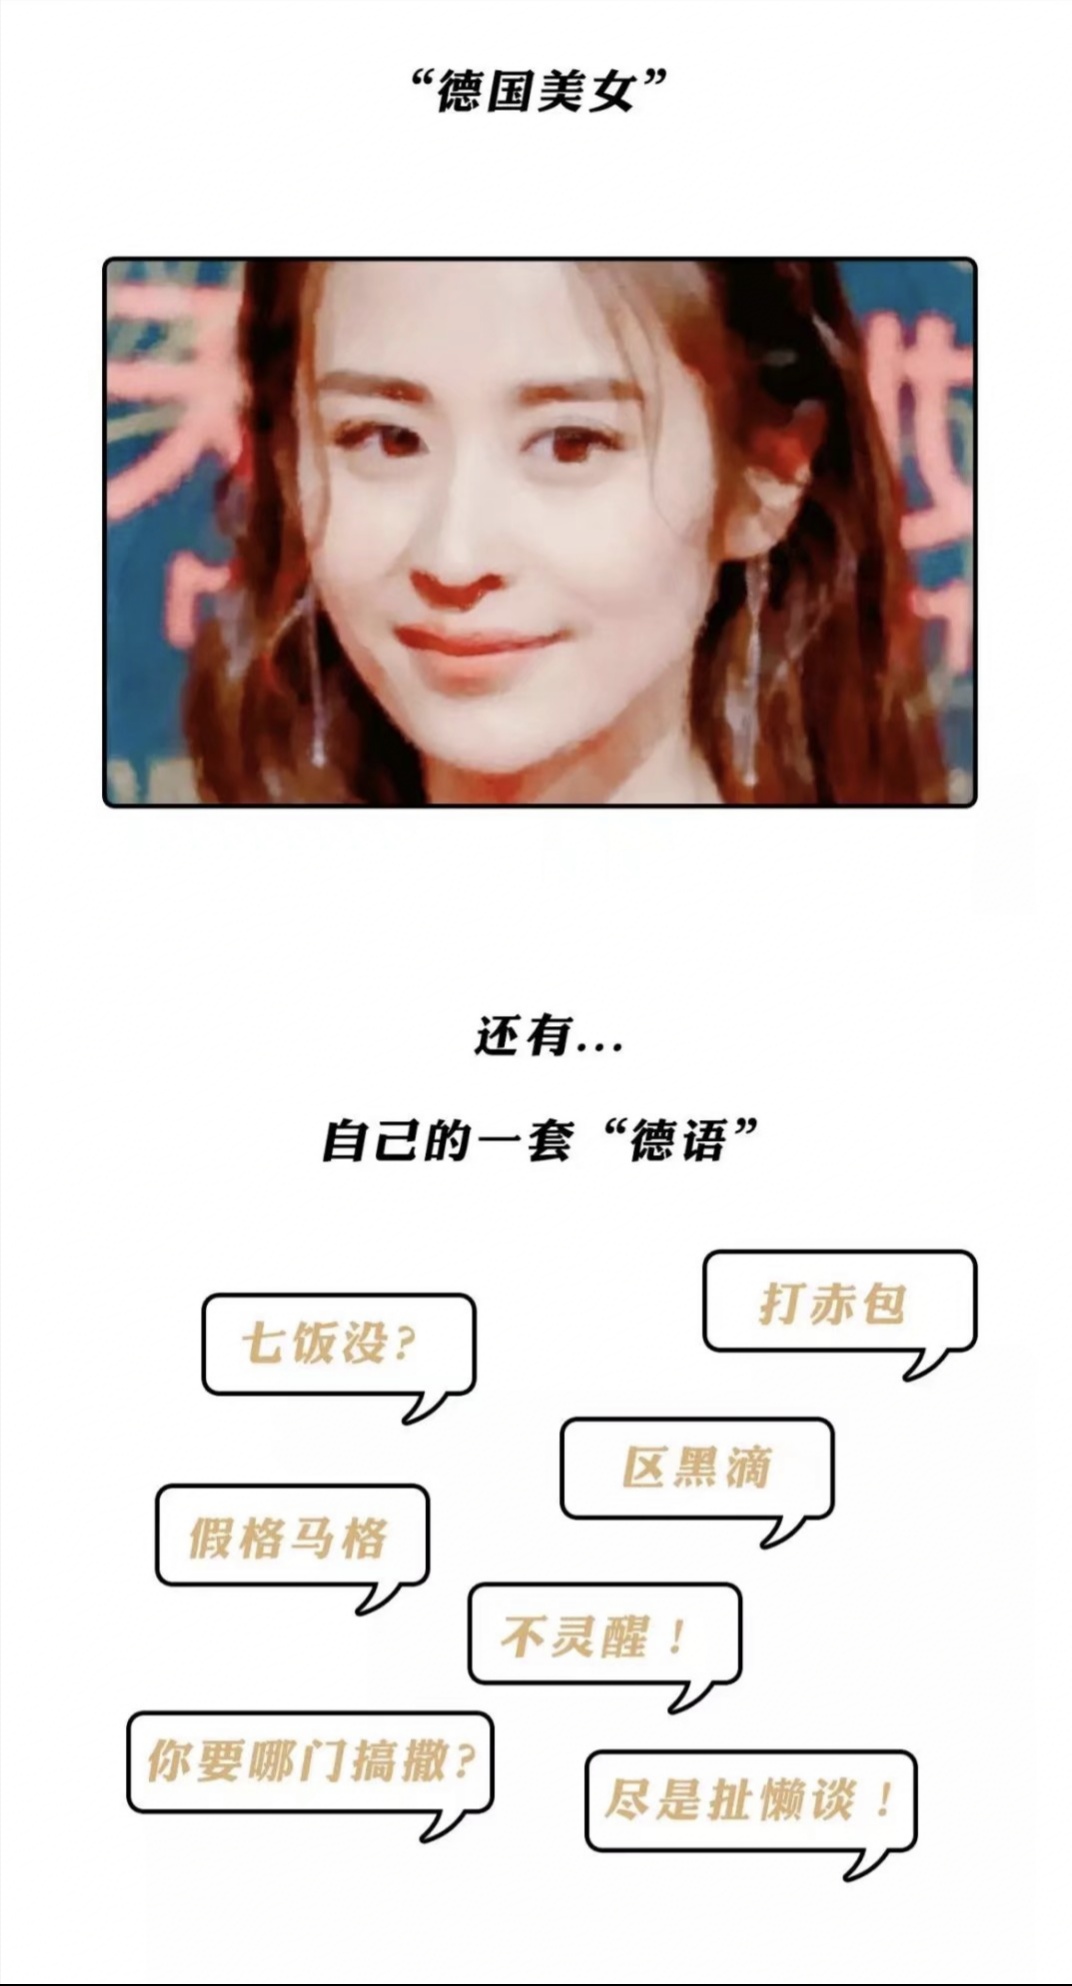 “德国美女”
还有...
自己的一套“德语”
打赤包
七饭没?
区黑滴
假格马格
不灵醒！
你要哪门搞撒?
尽是扯懒谈！